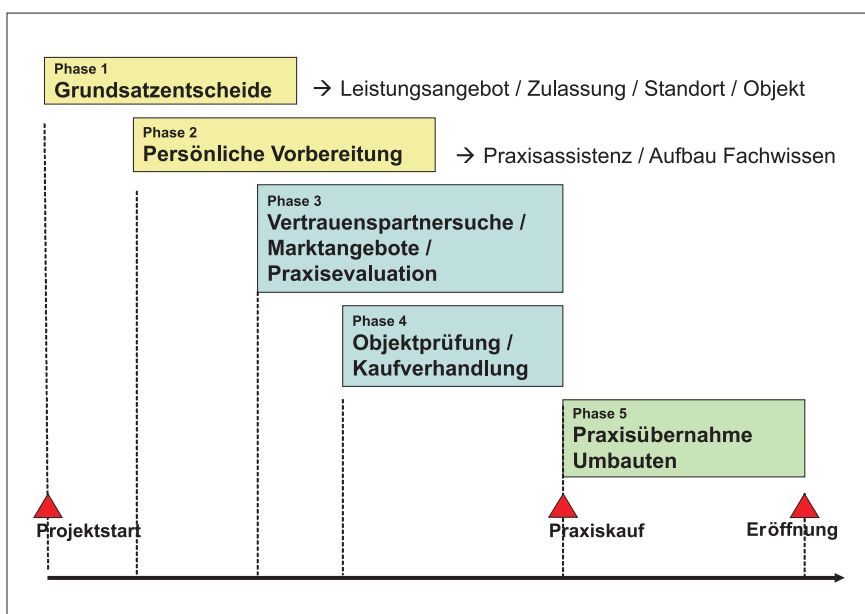 Phase 1
Grundsatzentscheide
→ Leistungsangebot / Zulassung / Standort / Objekt
Phase 2
Persönliche Vorbereitung
→ Praxisassistenz / Aufbau Fachwissen
Phase 3
Vertrauenspartnersuche /
Marktangebote /
Praxisevaluation
Phase 4
Objektprüfung /
Kaufverhandlung
Phase 5
Praxisübernahme
Umbauten
Projektstart
Praxiskauf
Eröffnung